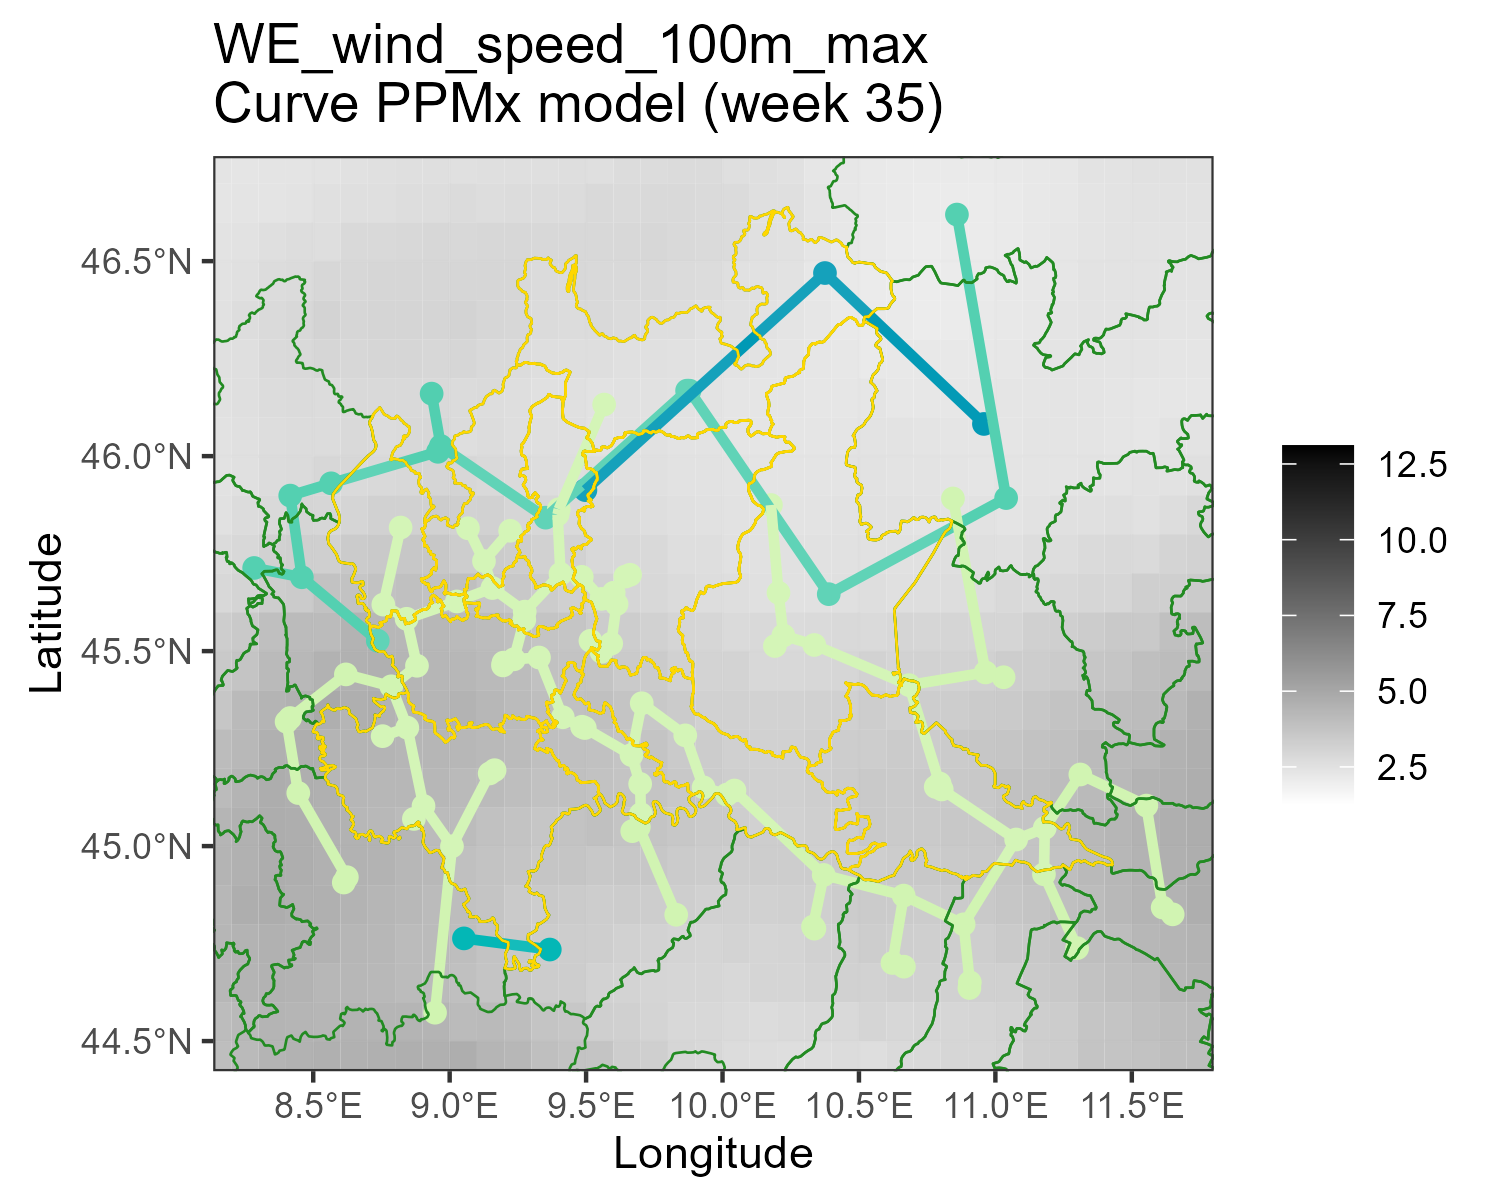 WE_wind_speed_100m_max
Curve PPMx model (week 35)
46.5°N
46.0°N
45.5°N
45.0°N
44.5°N
Latitude
8.5°E 9.0°E 9.5°E 10.0°E 10.5°E 11.0°E 11.5°E
Longitude
12.5
10.0
7.5
5.0
2.5